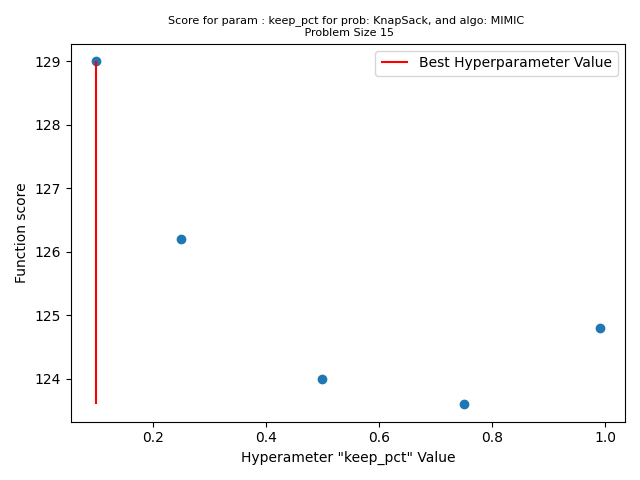 Score for param : keep_pct for prob: KnapSack, and algo: MIMIC
Problem Size 15
Best Hyperparameter Value
129
128
127
126
125
124
Function score
0.2 0.4 0.6 0.8 1.0
Hyperameter "keep_pct" Value